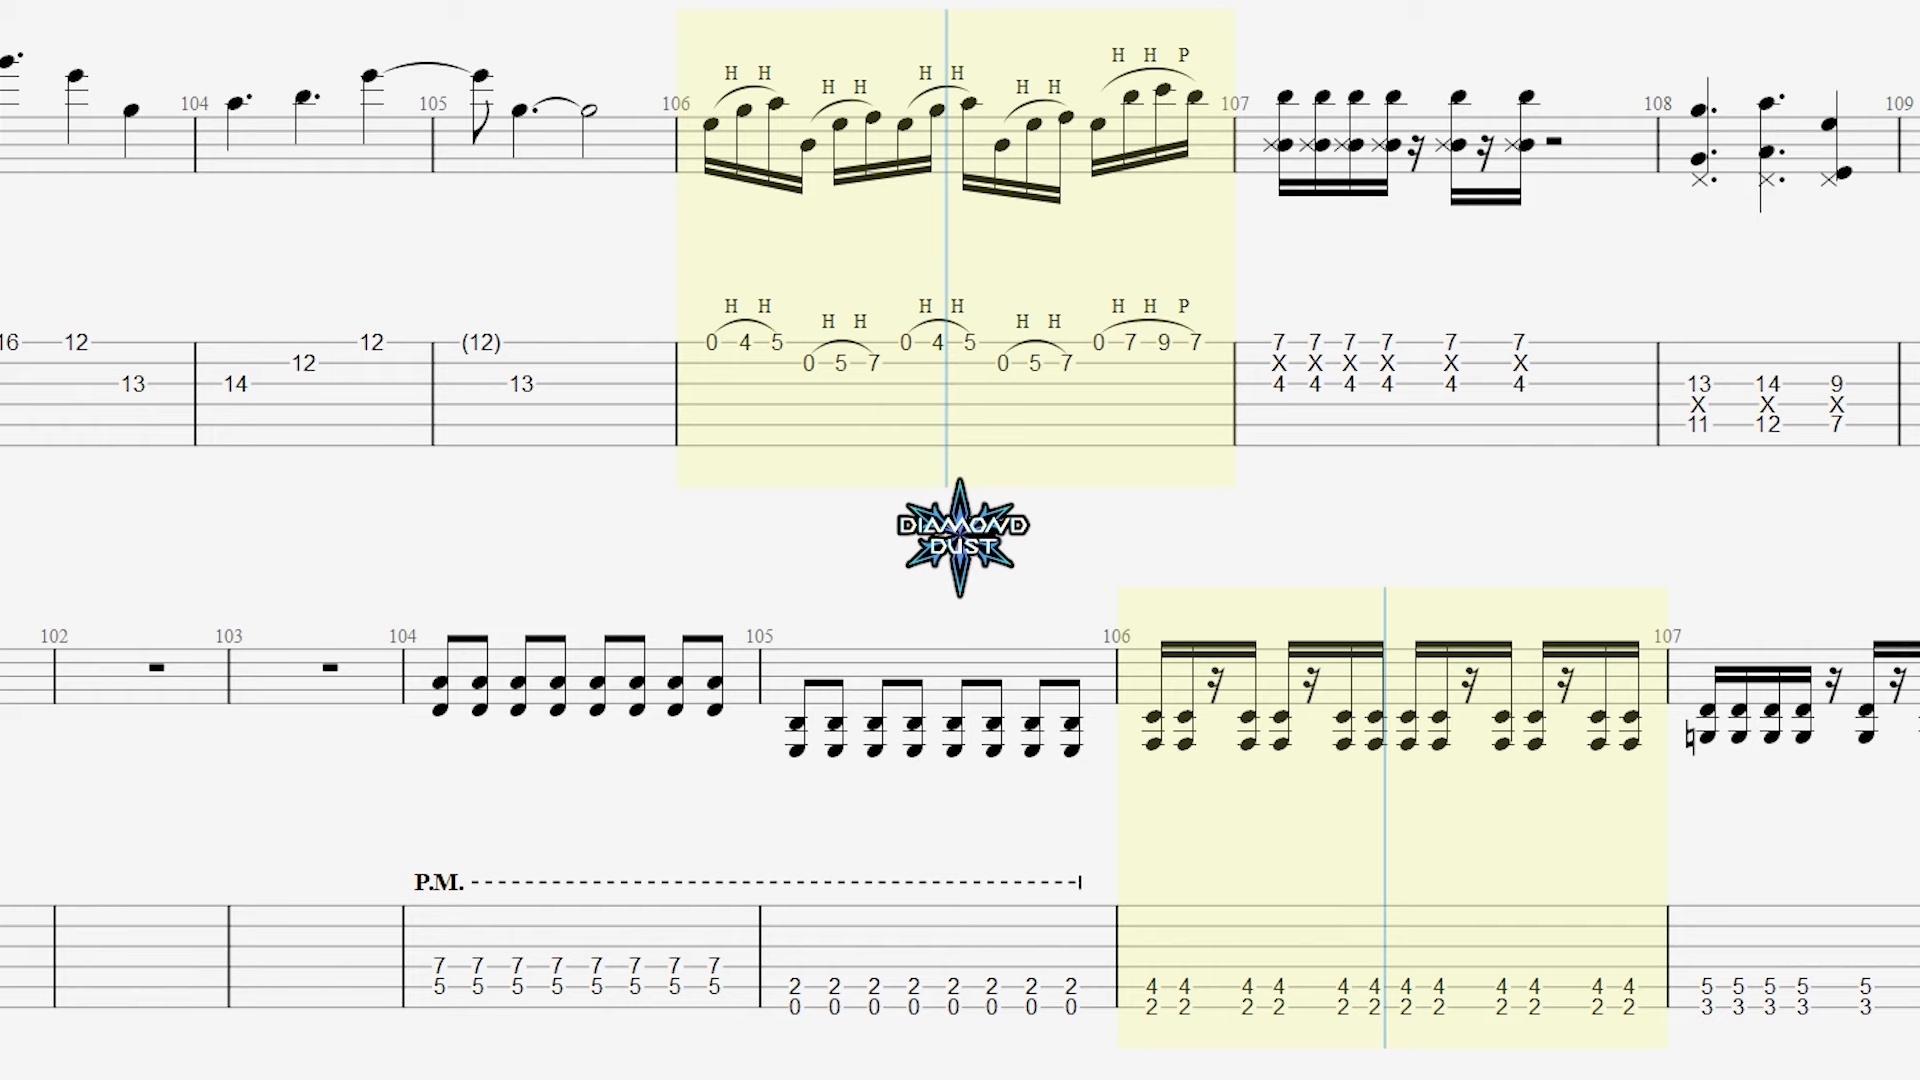 H H P
H H H H
H H H H
104 105 106 107 108 109
H H H H H H P
H H H H
16 12 12 (12) 0 4 5 0 4 5 0 7 9 7 7 7 7 7 7 7
12 0 5 7 0 5 7 X X X X X X
13 14 13 4 4 4 4 4 4 13 14 9
X X X
11 12 7
DIAMOND
DUST
102 103 104 105 106 107
P.M.
7 7 7 7 7 7 7 7
5 5 5 5 5 5 5 5 2 2 2 2 2 2 2 2 4 4 4 4 4 4 4 4 4 4 4 4 5 5 5 5 5
0 0 0 0 0 0 0 0 2 2 2 2 2 2 2 2 2 2 2 2 3 3 3 3 3